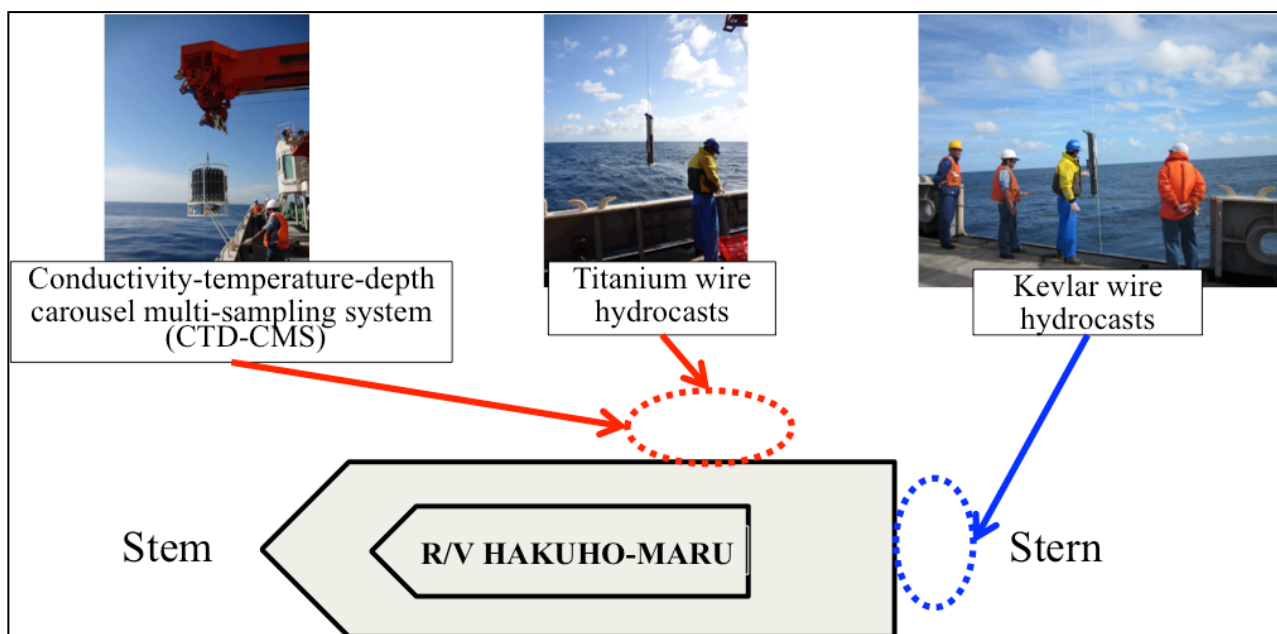 Conductivity-temperature-depth
carousel multi-sampling system
(CTD-CMS)
Titanium wire
hydrocasts
Kevlar wire
hydrocasts
Stem
R/V HAKUHO-MARU
Stern